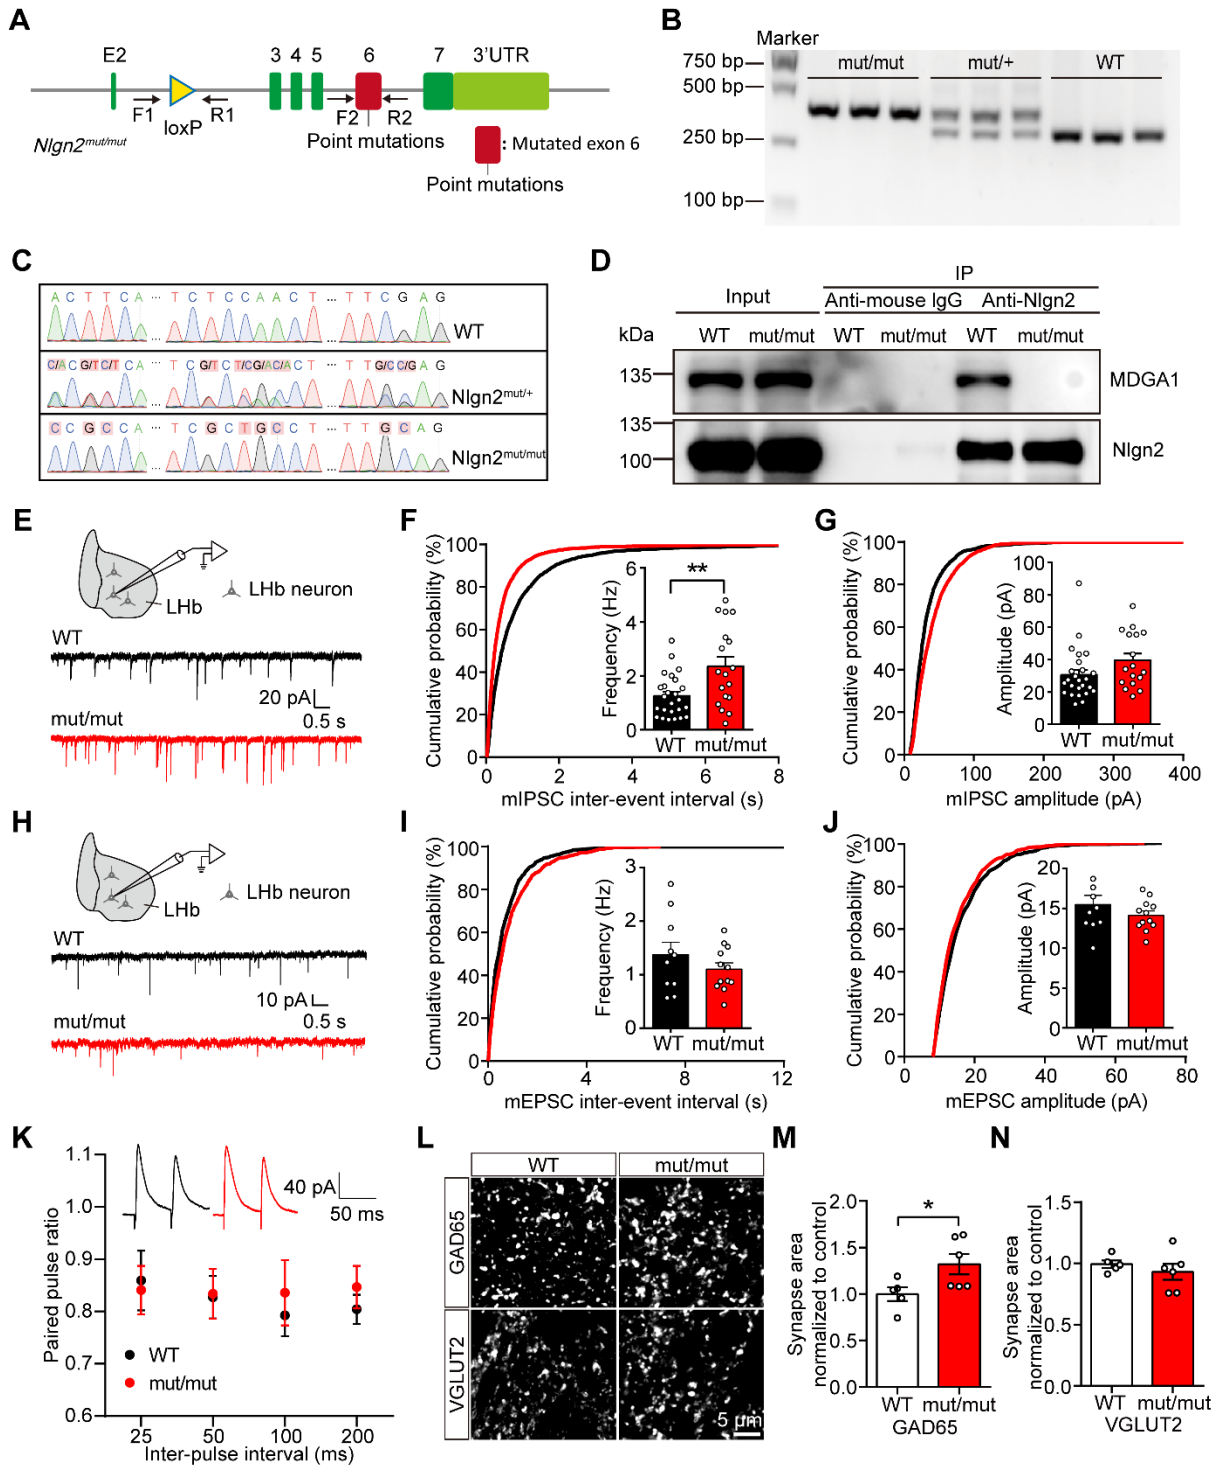 A
E2
3
4
5
6
7
3'UTR
F1
R1
loxP
F2
R2
Nlgn2mut/mut
Point mutations
: Mutated exon 6
Point mutations
B
Marker
750 bp
500 bp
250 bp
100 bp
mut/mut
mut/+
WT
C
A C T T C A ... T C T C C A A C T ... T T C G A G
WT
C/A C G/T C/T C A ... T C G/T C T/C G/A C/A C T ... T T G/C C/G A G
Nlgn2mut/+
C C G C C A ... T C G C T G C C T ... T T G C A G
Nlgn2mut/mut
D
IP
Input
Anti-mouse IgG
Anti-Nlgn2
kDa
WT
mut/mut
WT
mut/mut
WT
mut/mut
135
MDGA1
135
100
Nlgn2
E
LHb
LHb neuron
WT
20 pA
0.5 s
mut/mut
F
Cumulative probability (%)
100
80
60
40
20
0
0 2 4 6 8
mIPSC inter-event interval (s)
Frequency (Hz)
6
4
2
0
**
WT
mut/mut
G
Cumulative probability (%)
100
80
60
40
20
0
0 100 200 300 400
mIPSC amplitude (pA)
Amplitude (pA)
100
80
60
40
20
0
WT
mut/mut
H
LHb
LHb neuron
WT
10 pA
0.5 s
mut/mut
I
Cumulative probability (%)
100
80
60
40
20
0
0 4 8 12
mEPSC inter-event interval (s)
Frequency (Hz)
3
2
1
0
WT
mut/mut
J
Cumulative probability (%)
100
80
60
40
20
0
0 20 40 60 80
mEPSC amplitude (pA)
Amplitude (pA)
20
15
10
5
0
WT
mut/mut
K
Paired pulse ratio
1.1
1.0
0.9
0.8
0.7
0.6
40 pA
50 ms
WT
mut/mut
25 50 100 200
Inter-pulse interval (ms)
L
WT
mut/mut
GAD65
VGLUT2
5 µm
M
Synapse area
normalized to control
2.0
1.5
1.0
0.5
0.0
*
WT
mut/mut
GAD65
N
Synapse area
normalized to control
1.5
1.0
0.5
0.0
WT
mut/mut
VGLUT2